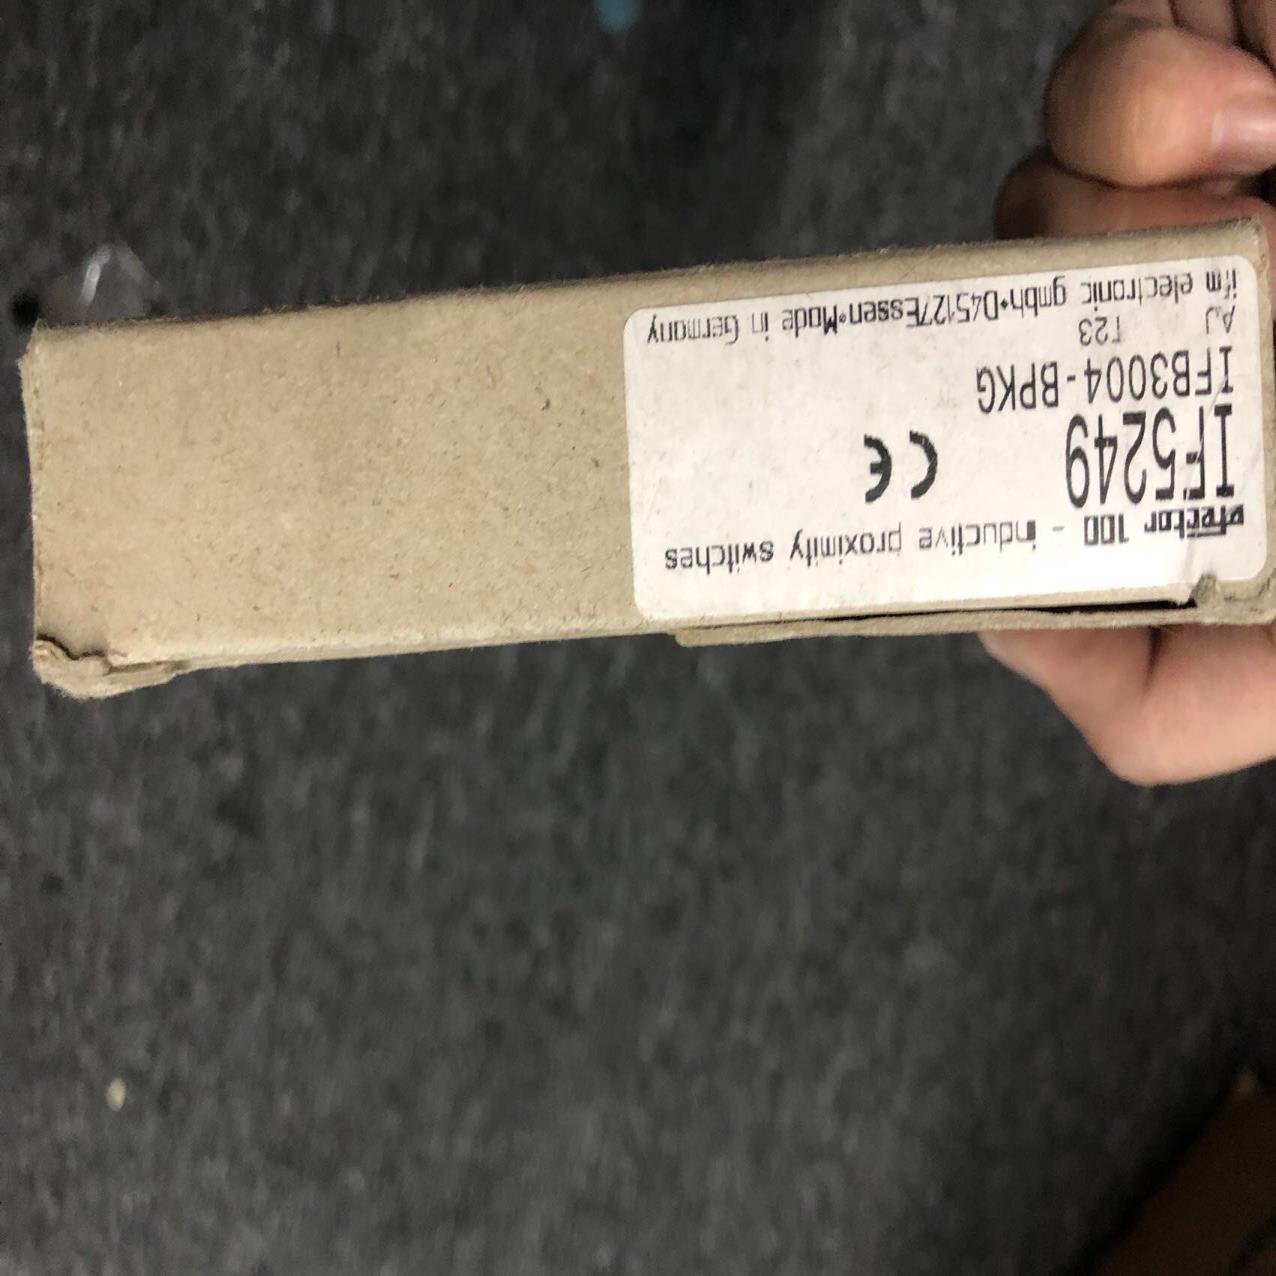 efector 100 - inductive proximity switches
IF5249
CE
IFB3004-BPKG
AJ T23
ifm electronic gmbh•D45127Essen•Made in Germany